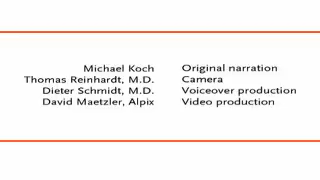 Michael Koch Original narration
Thomas Reinhardt, M.D. Camera
Dieter Schmidt, M.D. Voiceover production
David Maetzler, Alpix Video production